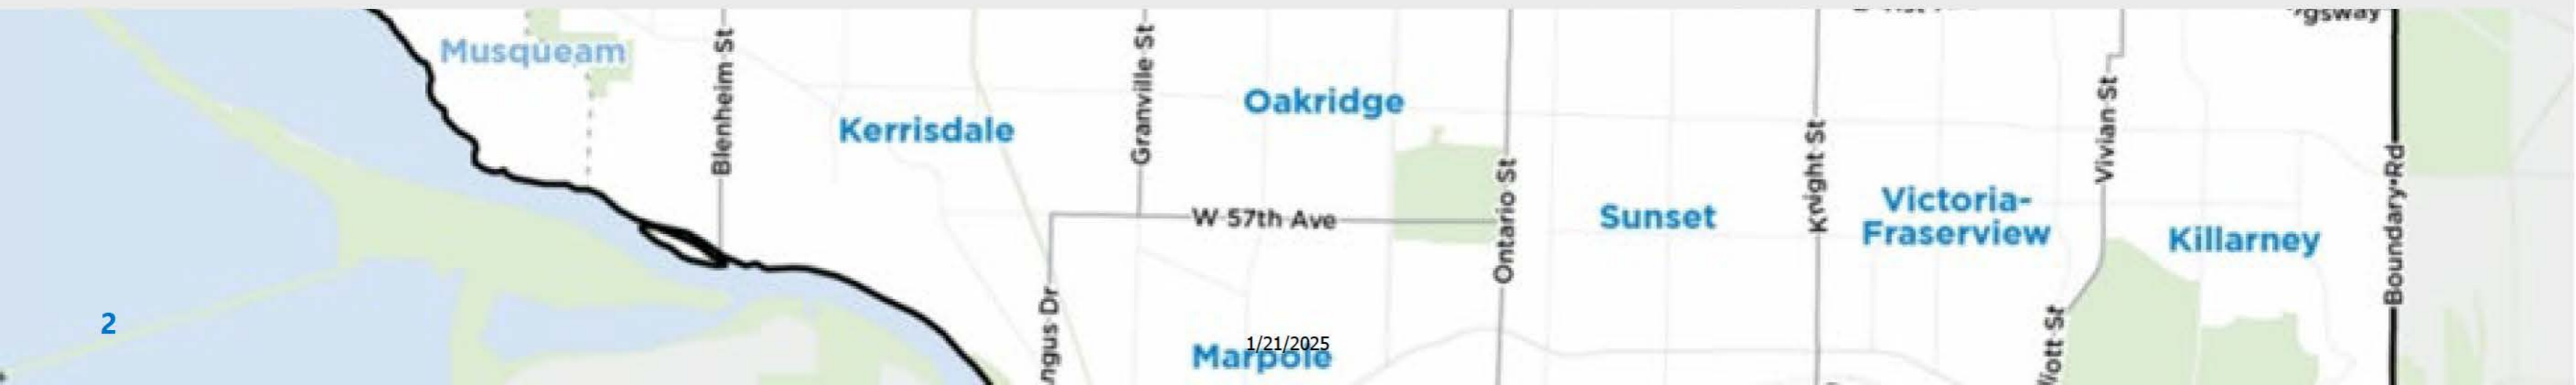 Musqueam
Blenheim St
Kerrisdale
Granville St
Oakridge
W 57th Ave
Ontario St
Sunset
Knight St
Victoria-
Fraserview
Vivian St
Killarney
Boundary Rd
2
1/21/2025
Marpole